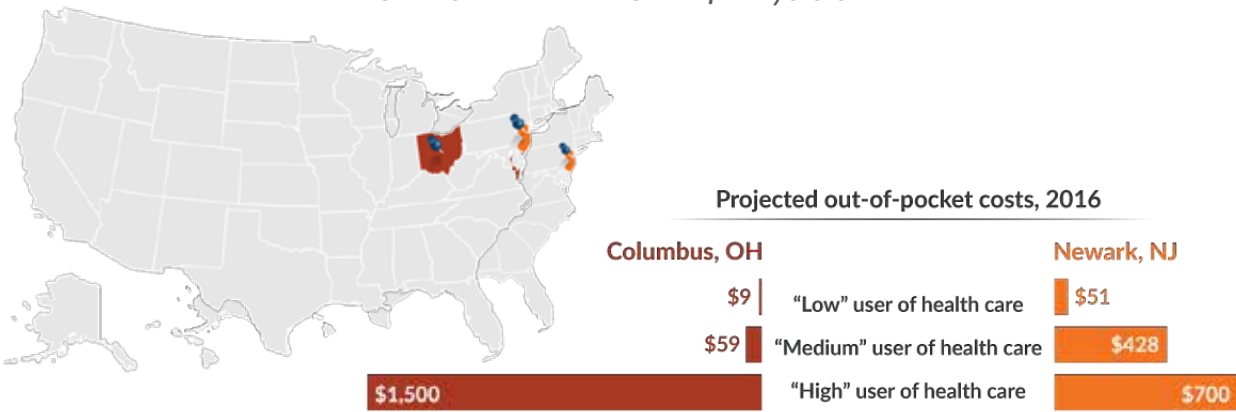 Projected out-of-pocket costs, 2016
Columbus, OH
Newark, NJ
$9 “Low” user of health care $51
$59 “Medium” user of health care $428
$1,500 “High” user of health care $700